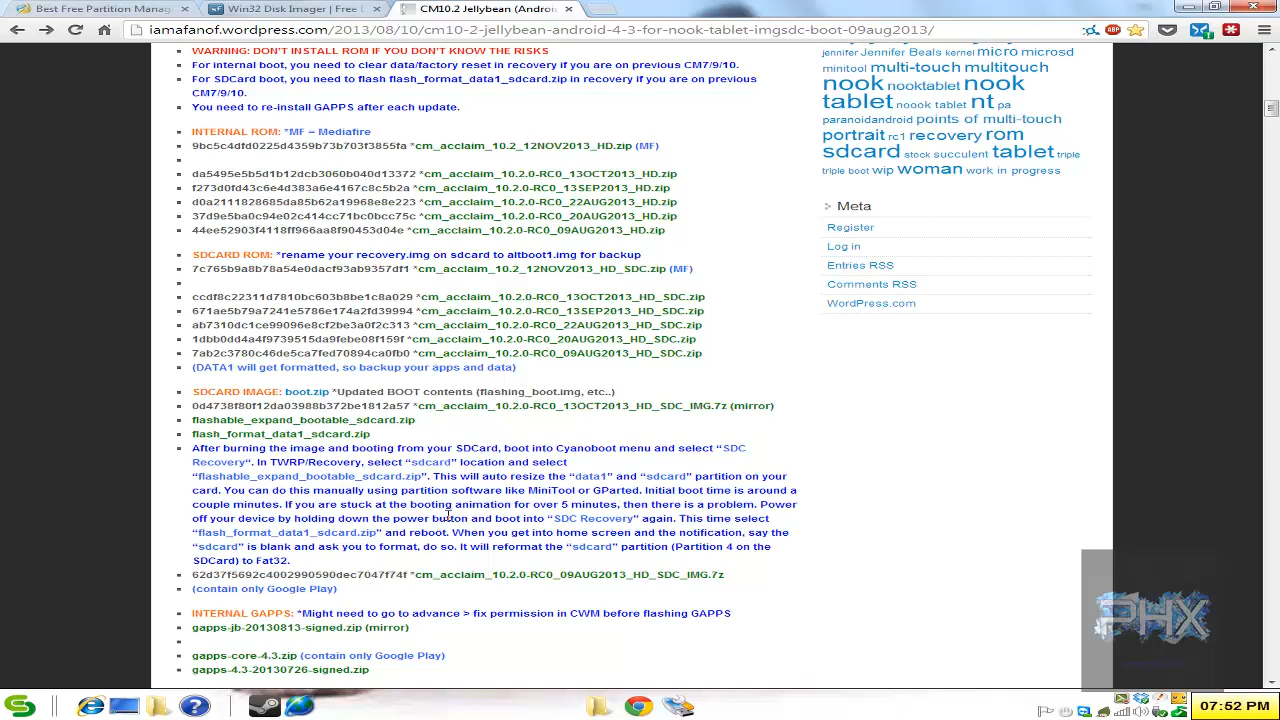 Best Free Partition Manag
Win32 Disk Imager | Free D
CM10.2 Jellybean (Android
iamafanof.wordpress.com/2013/08/10/cm10-2-jellybean-android-4-3-for-nook-tablet-imgsdc-boot-09aug2013/
WARNING: DON'T INSTALL ROM IF YOU DON'T KNOW THE RISKS
For internal boot, you need to clear data/factory reset in recovery if you are on previous CM7/9/10.
For SDCard boot, you need to flash flash_format_data1_sdcard.zip in recovery if you are on previous
CM7/9/10.
You need to re-install GAPPS after each update.
INTERNAL ROM: *MF = Mediafire
9bc5c4dfd0225d4359b73b703f3855fa *cm_acclaim_10.2_12NOV2013_HD.zip (MF)
da5495e5b5d1b12dcb3060b040d13372 *cm_acclaim_10.2.0-RC0_13OCT2013_HD.zip
f273d0fd43c6e4d383a6e4167c8c5b2a *cm_acclaim_10.2.0-RC0_13SEP2013_HD.zip
d0a2111828685da85b62a19968e8e223 *cm_acclaim_10.2.0-RC0_22AUG2013_HD.zip
37d9e5ba0c94e02c414cc71bc0bcc75c *cm_acclaim_10.2.0-RC0_20AUG2013_HD.zip
44ee52903f4118ff966aa8f90453d04e *cm_acclaim_10.2.0-RC0_09AUG2013_HD.zip
SDCARD ROM: *rename your recovery.img on sdcard to altboot1.img for backup
7c765b9a8b78a54e0dacf93ab9357df1 *cm_acclaim_10.2_12NOV2013_HD_SDC.zip (MF)
ccdf8c22311d7810bc603b8be1c8a029 *cm_acclaim_10.2.0-RC0_13OCT2013_HD_SDC.zip
671ae5b79a7241e5786e174a2fd39994 *cm_acclaim_10.2.0-RC0_13SEP2013_HD_SDC.zip
ab7310dc1ce99096e8cf2be3a0f2c313 *cm_acclaim_10.2.0-RC0_22AUG2013_HD_SDC.zip
1dbb0dd4a4f9739515da9febe08f159f *cm_acclaim_10.2.0-RC0_20AUG2013_HD_SDC.zip
7ab2c3780c46de5ca7fed70894ca0fb0 *cm_acclaim_10.2.0-RC0_09AUG2013_HD_SDC.zip
(DATA1 will get formatted, so backup your apps and data)
SDCARD IMAGE: boot.zip *Updated BOOT contents (flashing_boot.img, etc..)
0d4738f80f12da03988b372be1812a57 *cm_acclaim_10.2.0-RC0_13OCT2013_HD_SDC_IMG.7z (mirror)
flashable_expand_bootable_sdcard.zip
flash_format_data1_sdcard.zip
After burning the image and booting from your SDCard, boot into Cyanoboot menu and select “SDC
Recovery“. In TWRP/Recovery, select “sdcard” location and select
“flashable_expand_bootable_sdcard.zip”. This will auto resize the “data1” and “sdcard” partition on your
card. You can do this manually using partition software like MiniTool or GParted. Initial boot time is around a
couple minutes. If you are stuck at the booting animation for over 5 minutes, then there is a problem. Power
off your device by holding down the power button and boot into “SDC Recovery” again. This time select
“flash_format_data1_sdcard.zip” and reboot. When you get into home screen and the notification, say the
“sdcard” is blank and ask you to format, do so. It will reformat the “sdcard” partition (Partition 4 on the
SDCard) to Fat32.
62d37f5692c4002990590dec7047f74f *cm_acclaim_10.2.0-RC0_09AUG2013_HD_SDC_IMG.7z
(contain only Google Play)
INTERNAL GAPPS: *Might need to go to advance > fix permission in CWM before flashing GAPPS
gapps-jb-20130813-signed.zip (mirror)
gapps-core-4.3.zip (contain only Google Play)
gapps-4.3-20130726-signed.zip
jennifer Jennifer Beals kernel micro microsd
minitool multi-touch multitouch
nook nooktablet nook
tablet noook tablet nt pa
paranoidandroid points of multi-touch
portrait rc1 recovery rom
sdcard stock succulent tablet triple
triple boot wip woman work in progress
Meta
Register
Log in
Entries RSS
Comments RSS
WordPress.com
PHX
07:52 PM